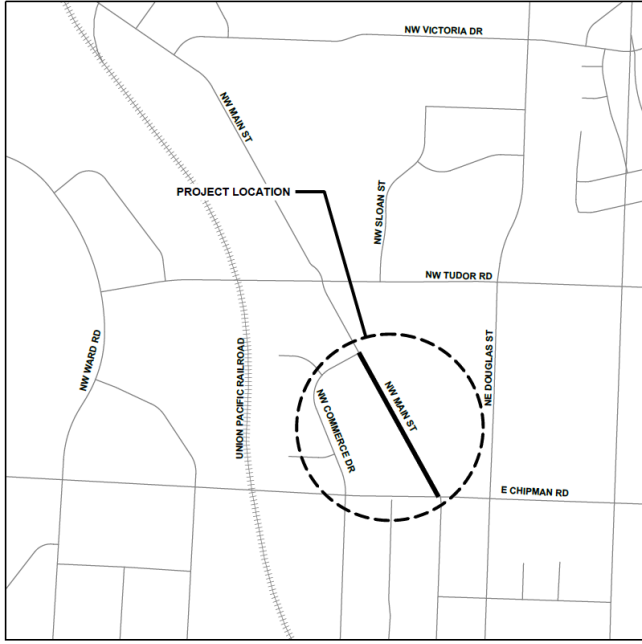 NW VICTORIA DR
NW MAIN ST
PROJECT LOCATION
NW SLOAN ST
NW TUDOR RD
NW WARD RD
UNION PACIFIC RAILROAD
NE DOUGLAS ST
NW MAIN ST
NW COMMERCE DR
E CHIPMAN RD